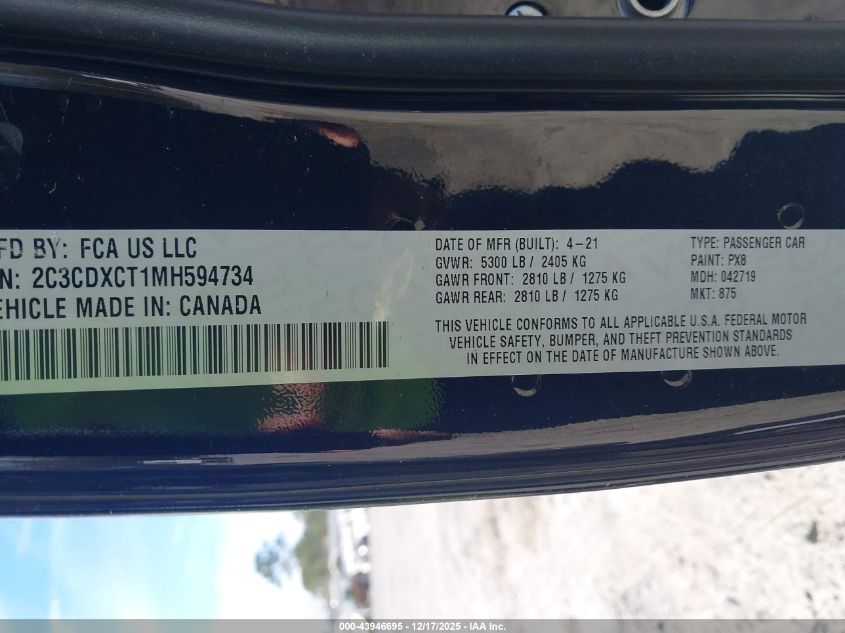 MFD BY: FCA US LLC
2C3CDXCT1MH594734
VEHICLE MADE IN: CANADA
DATE OF MFR (BUILT): 4-21
GVWR: 5300 LB / 2405 KG
GAWR FRONT: 2810 LB / 1275 KG
GAWR REAR: 2810 LB / 1275 KG
TYPE: PASSENGER CAR
PAINT: PX8
MDH: 042719
MKT: 875
THIS VEHICLE CONFORMS TO ALL APPLICABLE U.S.A. FEDERAL MOTOR
VEHICLE SAFETY, BUMPER, AND THEFT PREVENTION STANDARDS
IN EFFECT ON THE DATE OF MANUFACTURE SHOWN ABOVE.
000-43946695 - 12/17/2025 - IAA Inc.